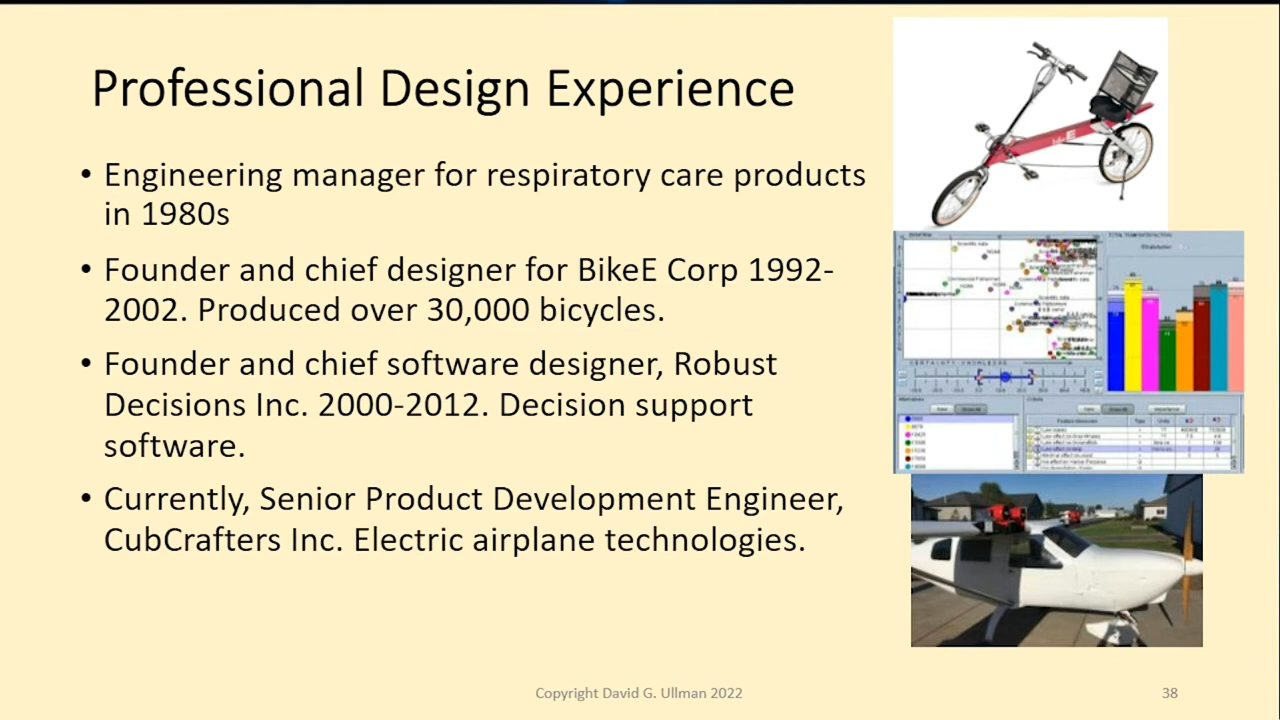 Professional Design Experience
• Engineering manager for respiratory care products
in 1980s
• Founder and chief designer for BikeE Corp 1992-
2002. Produced over 30,000 bicycles.
• Founder and chief software designer, Robust
Decisions Inc. 2000-2012. Decision support
software.
• Currently, Senior Product Development Engineer,
CubCrafters Inc. Electric airplane technologies.
Copyright David G. Ullman 2022
38